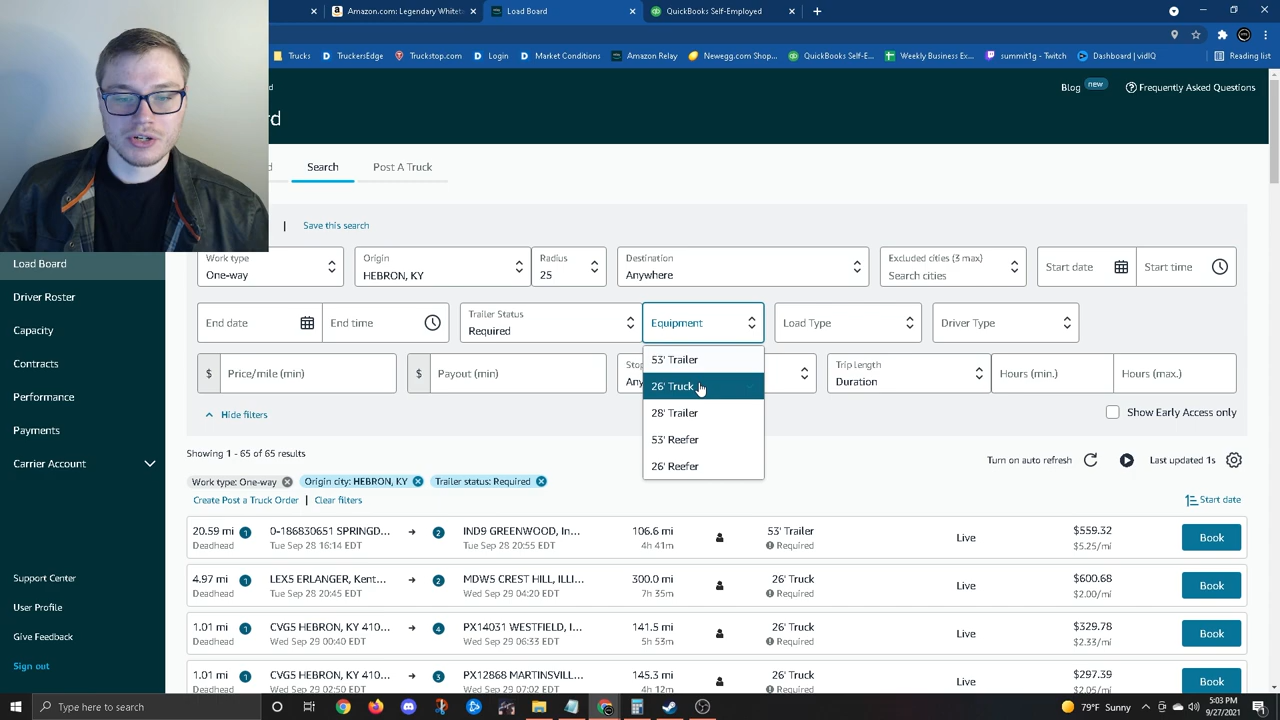 Amazon.com: Legendary Whitet
Load Board
QuickBooks Self-Employed
Trucks
TruckersEdge
Truckstop.com
Login
Market Conditions
Amazon Relay
Newegg.com - Shop...
QuickBooks Self-E...
Weekly Business Ex...
summit1g - Twitch
Dashboard | vidIQ
Reading list
d
Blog new
Frequently Asked Questions
rd
d
Search
Post A Truck
| Save this search
Work type
One-way
Origin
HEBRON, KY
Radius
25
Destination
Anywhere
Excluded cities (3 max)
Search cities
Start date
Start time
End date
End time
Trailer Status
Required
Equipment
Load Type
Driver Type
53' Trailer
26' Truck
28' Trailer
53' Reefer
26' Reefer
$ Price/mile (min)
$ Payout (min)
Stop
Any
Trip length
Duration
Hours (min.)
Hours (max.)
Hide filters
Show Early Access only
Load Board
Driver Roster
Capacity
Contracts
Performance
Payments
Carrier Account
Support Center
User Profile
Give Feedback
Sign out
Showing 1 - 65 of 65 results
Turn on auto refresh
Last updated 1s
Work type: One-way
Origin city: HEBRON, KY
Trailer status: Required
Create Post a Truck Order | Clear filters
Start date
20.59 mi 1 0-186830651 SPRINGD... 2 IND9 GREENWOOD, In... 106.6 mi 53' Trailer Live $559.32 Book
Deadhead Tue Sep 28 16:14 EDT Tue Sep 28 20:55 EDT 4h 41m Required $5.25/mi
4.97 mi 1 LEX5 ERLANGER, Kent... 2 MDW5 CREST HILL, ILLI... 300.0 mi 26' Truck Live $600.68 Book
Deadhead Tue Sep 28 20:45 EDT Wed Sep 29 04:20 EDT 7h 35m Required $2.00/mi
1.01 mi 1 CVG5 HEBRON, KY 410... 4 PX14031 WESTFIELD, I... 141.5 mi 26' Truck Live $329.78 Book
Deadhead Wed Sep 29 00:40 EDT Wed Sep 29 06:33 EDT 5h 53m Required $2.33/mi
1.01 mi 1 CVG5 HEBRON, KY 410... 3 PX12868 MARTINSVILL... 145.3 mi 26' Truck Live $297.39 Book
Deadhead Wed Sep 29 02:50 EDT Wed Sep 29 07:02 EDT 4h 12m Required $2.05/mi
Type here to search
79°F Sunny
5:03 PM
9/27/2021